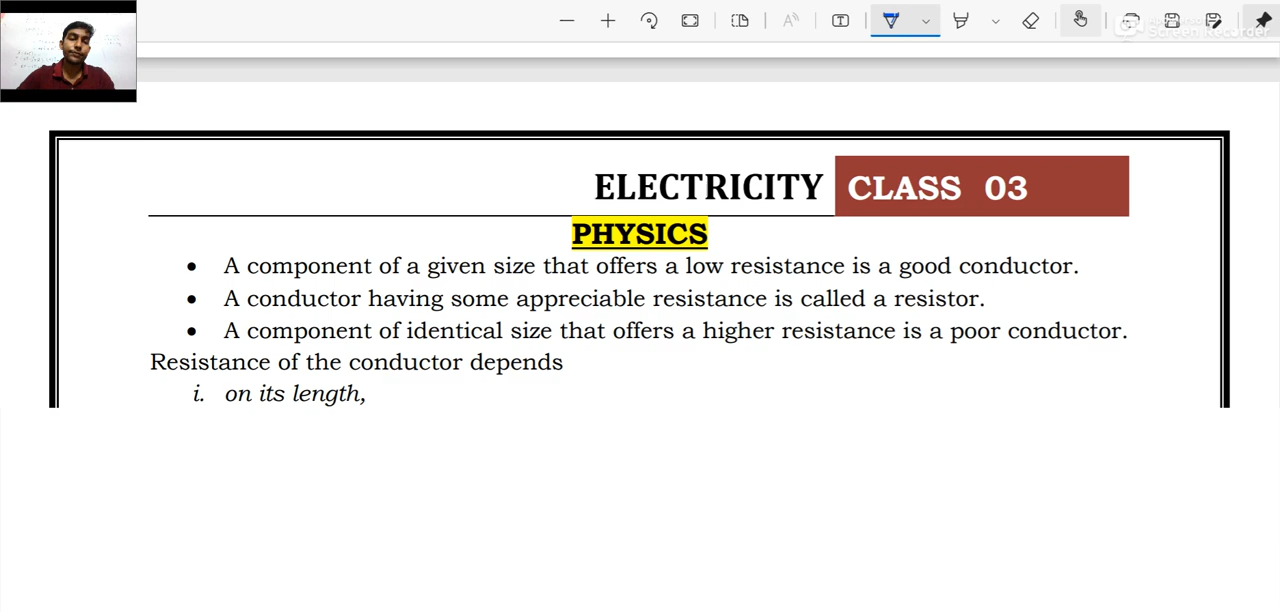 Screen Recorder
ELECTRICITY CLASS 03
PHYSICS
• A component of a given size that offers a low resistance is a good conductor.
• A conductor having some appreciable resistance is called a resistor.
• A component of identical size that offers a higher resistance is a poor conductor.
Resistance of the conductor depends
i. on its length,